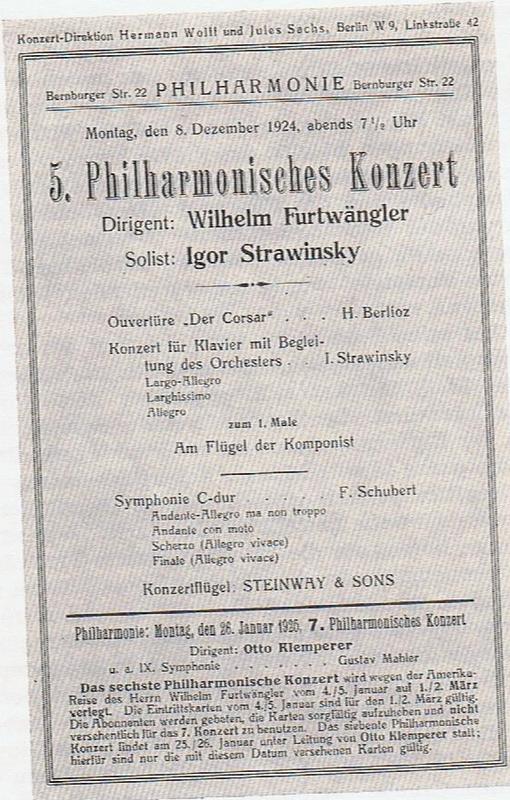 Konzert-Direktion Hermann Wolff und Jules Sachs, Berlin W 9, Linkstraße 42
Bernburger Str. 22 PHILHARMONIE Bernburger Str. 22
Montag, den 8. Dezember 1924, abends 7 1/2 Uhr
5. Philharmonisches Konzert
Dirigent: Wilhelm Furtwängler
Solist: Igor Strawinsky
Ouvertüre „Der Corsar“ . . . H. Berlioz
Konzert für Klavier mit Beglei-
tung des Orchesters . . I. Strawinsky
Largo-Allegro
Larghissimo
Allegro
zum 1. Male
Am Flügel der Komponist
Symphonie C-dur . . . . F. Schubert
Andante-Allegro ma non troppo
Andante con moto
Scherzo (Allegro vivace)
Finale (Allegro vivace)
Konzertflügel: STEINWAY & SONS
Philharmonie: Montag, den 26. Januar 1925, 7. Philharmonisches Konzert
Dirigent: Otto Klemperer
u. a. IX. Symphonie . . . . . . . Gustav Mahler
Das sechste Philharmonische Konzert wird wegen der Amerika-
Reise des Herrn Wilhelm Furtwängler vom 4./5. Januar auf 1./2. März
verlegt. Die Eintrittskarten vom 4./5. Januar sind für den 1./2. März gültig.
Die Abonnenten werden gebeten, die Karten sorgfältig aufzuheben und nicht
versehentlich für das 7. Konzert zu benutzen. Das siebente Philharmonische
Konzert findet am 25./26. Januar unter Leitung von Otto Klemperer statt;
hierfür sind nur die mit diesem Datum versehenen Karten gültig.